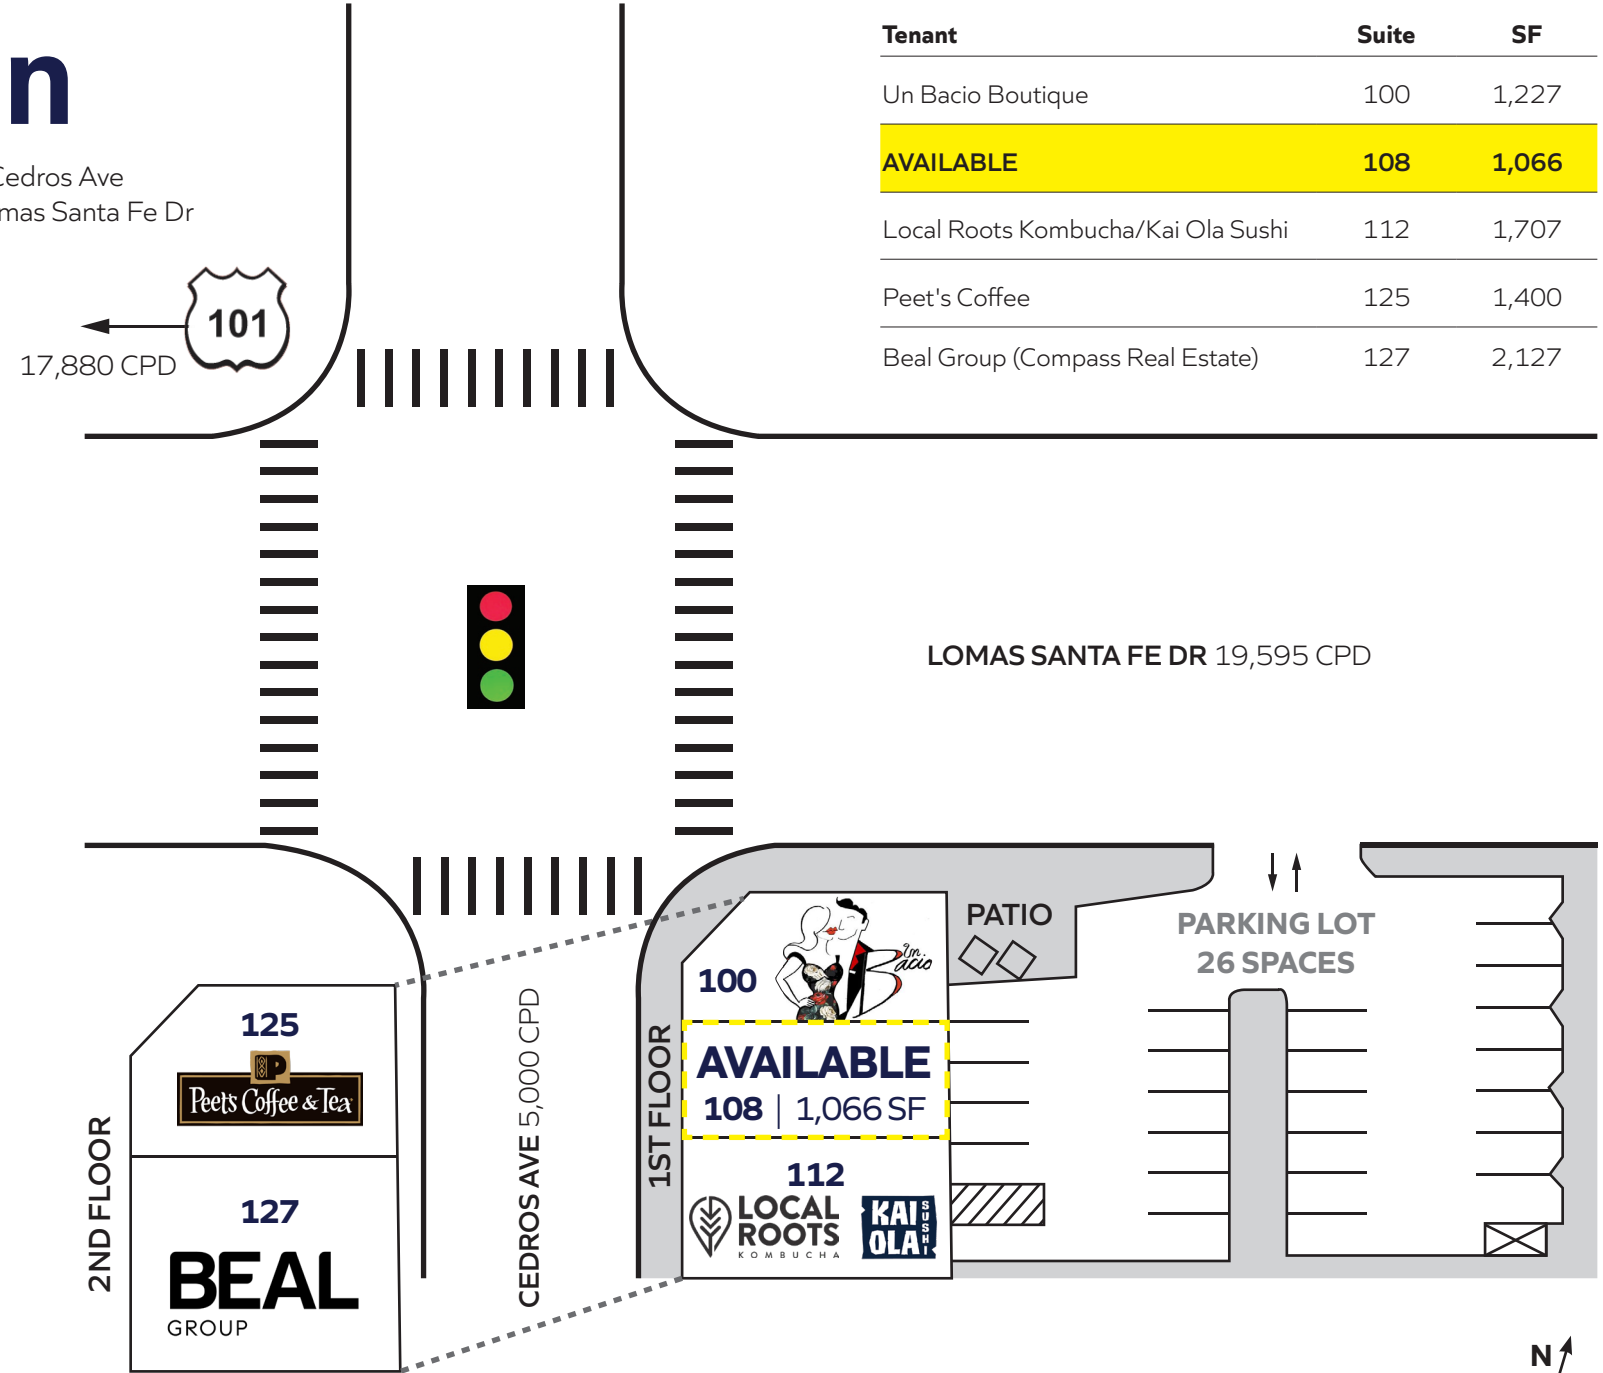 n
Cedros Ave
mas Santa Fe Dr
101
17,880 CPD
Tenant Suite SF
Un Bacio Boutique 100 1,227
AVAILABLE 108 1,066
Local Roots Kombucha/Kai Ola Sushi 112 1,707
Peet's Coffee 125 1,400
Beal Group (Compass Real Estate) 127 2,127
LOMAS SANTA FE DR 19,595 CPD
PATIO
PARKING LOT
26 SPACES
100
un.
Bacio
AVAILABLE
108 | 1,066 SF
112
LOCAL
ROOTS
KOMBUCHA
KAI
OLA
SUSHI
1ST FLOOR
CEDROS AVE 5,000 CPD
125
Peet's Coffee & Tea
127
BEAL
GROUP
2ND FLOOR
N